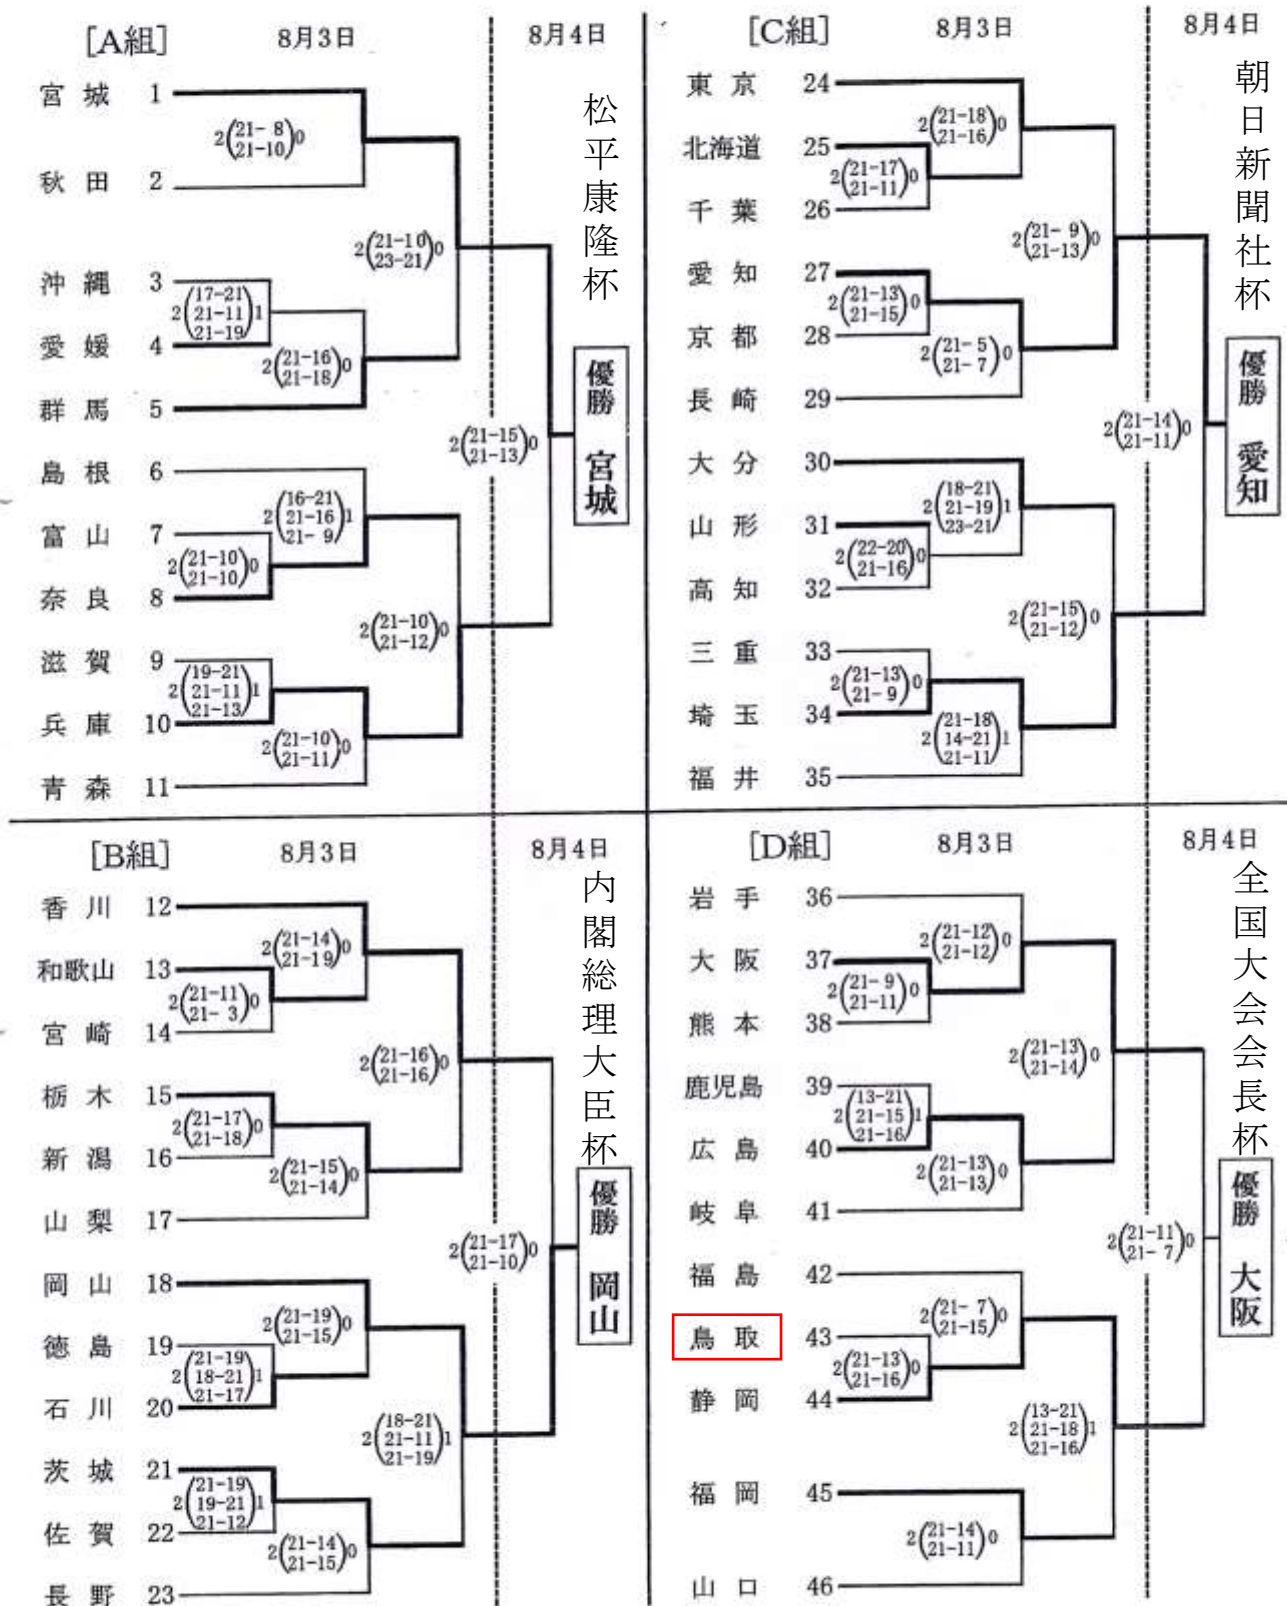 [A組] 8月3日 8月4日
松平康隆杯
宮城 1
2(21-8 21-10)0
秋田 2
2(21-10 23-21)0
沖縄 3
2(17-21 21-11 21-19)1
愛媛 4
2(21-16 21-18)0
群馬 5
2(21-15 21-13)0
優勝 宮城
島根 6
2(16-21 21-16 21-9)1
富山 7
2(21-10 21-10)0
奈良 8
2(21-10 21-12)0
滋賀 9
2(19-21 21-11 21-13)1
兵庫 10
2(21-10 21-11)0
青森 11
[B組] 8月3日 8月4日
内閣総理大臣杯
香川 12
2(21-14 21-19)0
和歌山 13
2(21-11 21-3)0
宮崎 14
2(21-16 21-16)0
栃木 15
2(21-17 21-18)0
新潟 16
2(21-15 21-14)0
山梨 17
2(21-17 21-10)0
優勝 岡山
岡山 18
2(21-19 21-15)0
徳島 19
2(21-19 18-21 21-17)1
石川 20
2(18-21 21-11 21-19)1
茨城 21
2(21-19 19-21 21-12)1
佐賀 22
2(21-14 21-15)0
長野 23
[C組] 8月3日 8月4日
朝日新聞社杯
東京 24
2(21-18 21-16)0
北海道 25
2(21-17 21-11)0
千葉 26
2(21-9 21-13)0
愛知 27
2(21-13 21-15)0
京都 28
2(21-5 21-7)0
長崎 29
2(21-14 21-11)0
優勝 愛知
大分 30
2(18-21 21-19 23-21)1
山形 31
2(22-20 21-16)0
高知 32
2(21-15 21-12)0
三重 33
2(21-13 21-9)0
埼玉 34
2(21-18 14-21 21-11)1
福井 35
[D組] 8月3日 8月4日
全国大会会長杯
岩手 36
2(21-12 21-12)0
大阪 37
2(21-9 21-11)0
熊本 38
2(21-13 21-14)0
鹿児島 39
2(13-21 21-15 21-16)1
広島 40
2(21-13 21-13)0
岐阜 41
2(21-11 21-7)0
優勝 大阪
福島 42
2(21-7 21-15)0
鳥取 43
2(21-13 21-16)0
静岡 44
2(13-21 21-18 21-16)1
福岡 45
2(21-14 21-11)0
山口 46